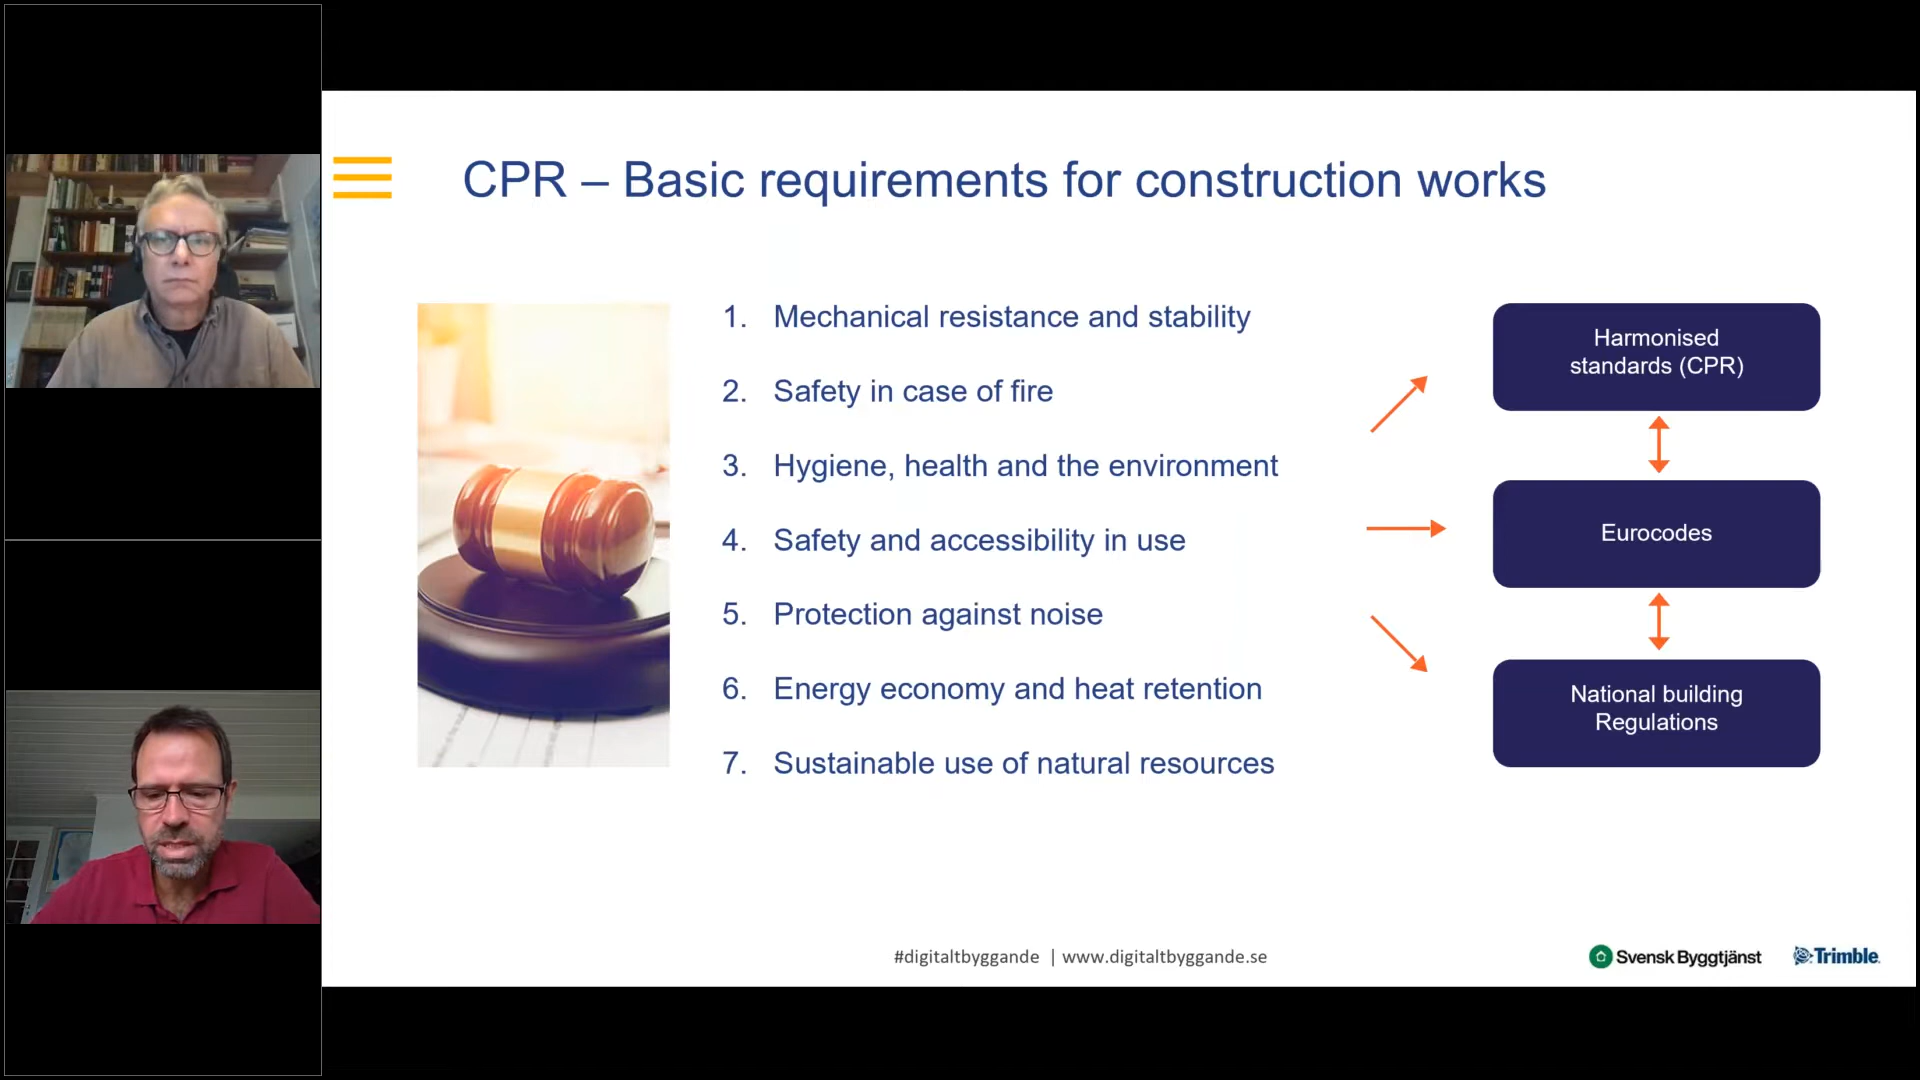 CPR – Basic requirements for construction works
1. Mechanical resistance and stability
2. Safety in case of fire
3. Hygiene, health and the environment
4. Safety and accessibility in use
5. Protection against noise
6. Energy economy and heat retention
7. Sustainable use of natural resources
Harmonised
standards (CPR)
Eurocodes
National building
Regulations
#digitaltbyggande | www.digitaltbyggande.se
Svensk Byggtjänst
Trimble